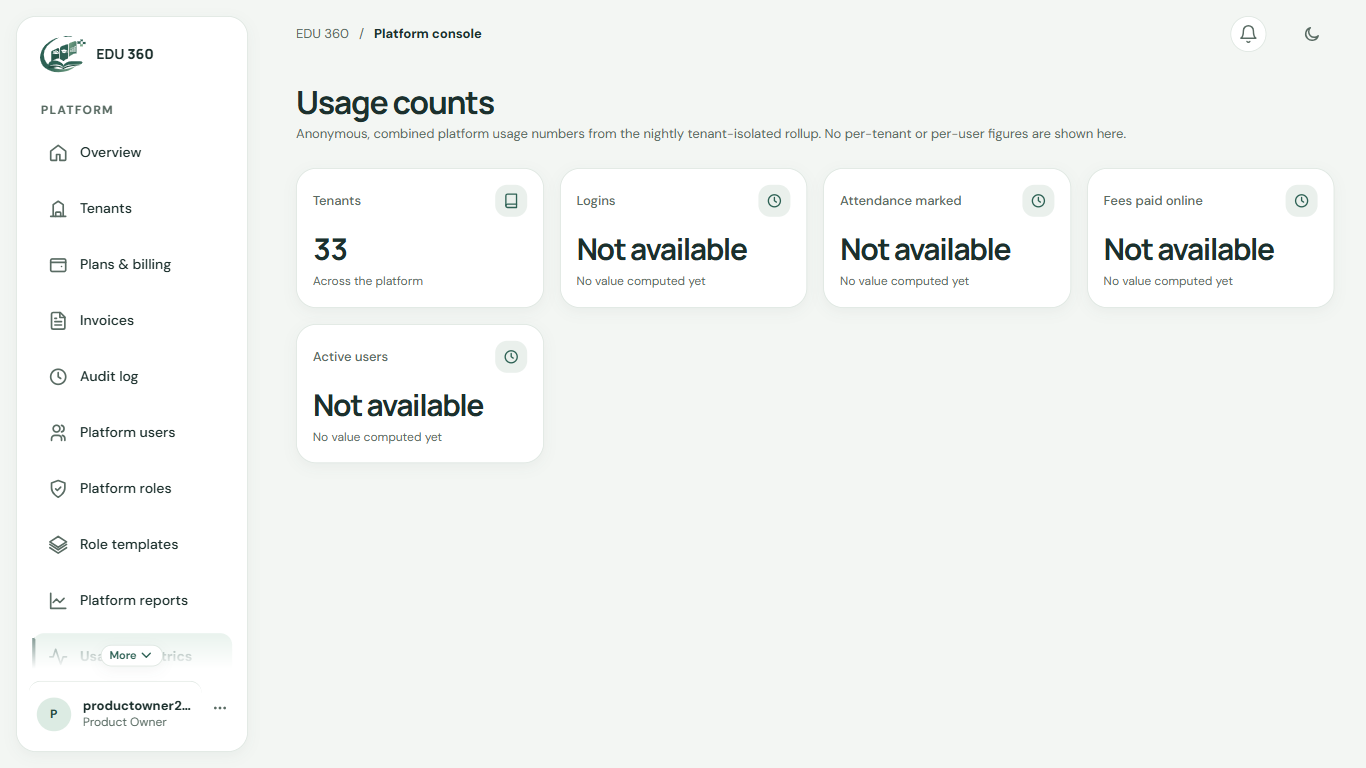 EDU 360
PLATFORM
Overview
Tenants
Plans & billing
Invoices
Audit log
Platform users
Platform roles
Role templates
Platform reports
More
productowner2...
Product Owner
P
EDU 360 / Platform console
Usage counts
Anonymous, combined platform usage numbers from the nightly tenant-isolated rollup. No per-tenant or per-user figures are shown here.
Tenants
33
Across the platform
Logins
Not available
No value computed yet
Attendance marked
Not available
No value computed yet
Fees paid online
Not available
No value computed yet
Active users
Not available
No value computed yet